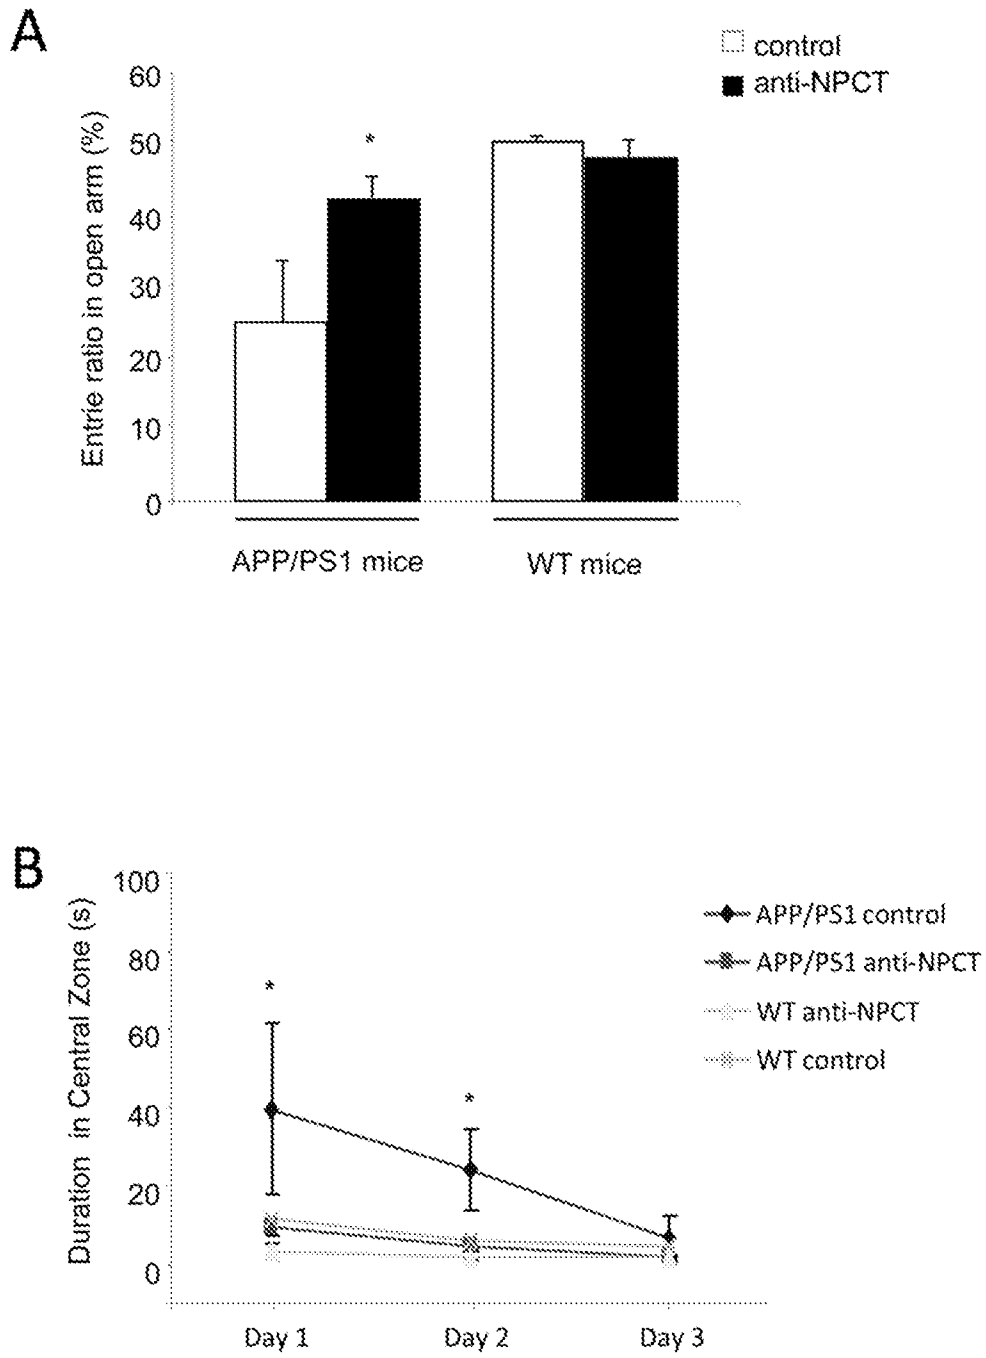 A
control
anti-NPCT
Entrie ratio in open arm (%)
60
50
40
30
20
10
0
*
APP/PS1 mice
WT mice
B
Duration in Central Zone (s)
100
80
60
40
20
0
*
*
APP/PS1 control
APP/PS1 anti-NPCT
WT anti-NPCT
WT control
Day 1
Day 2
Day 3